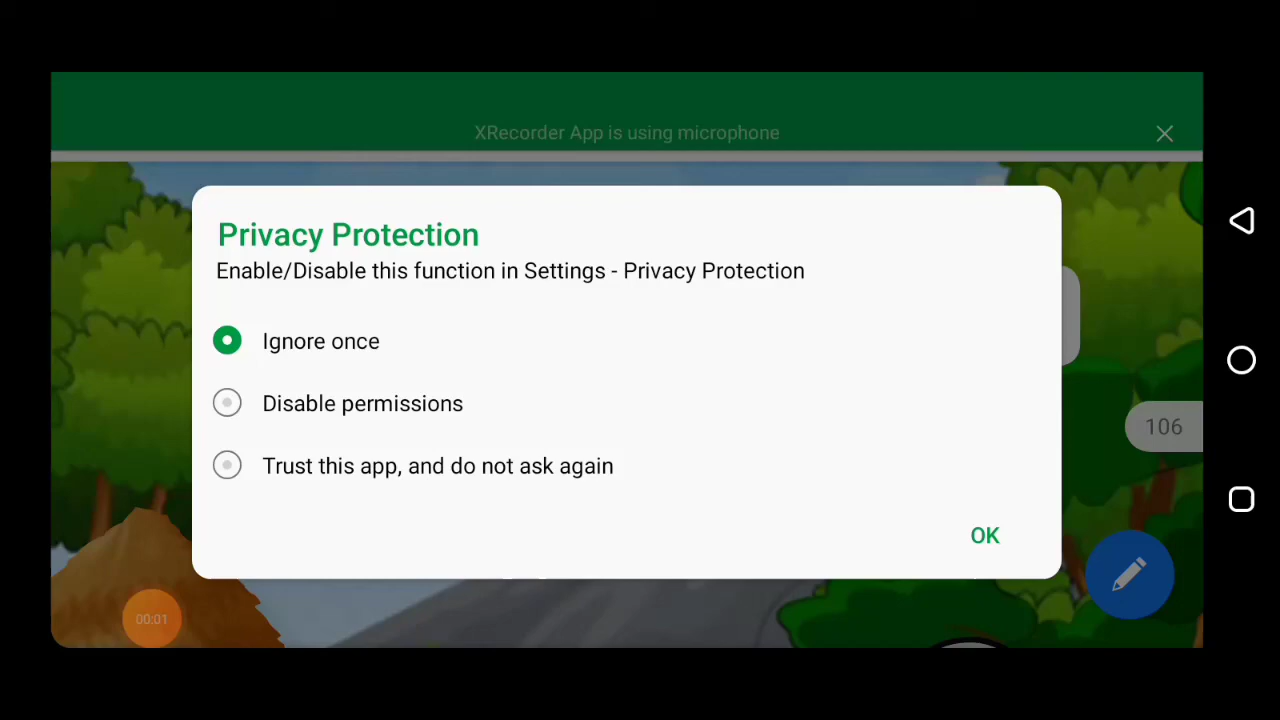 XRecorder App is using microphone
Privacy Protection
Enable/Disable this function in Settings - Privacy Protection
Ignore once
Disable permissions
Trust this app, and do not ask again
106
OK
00:01